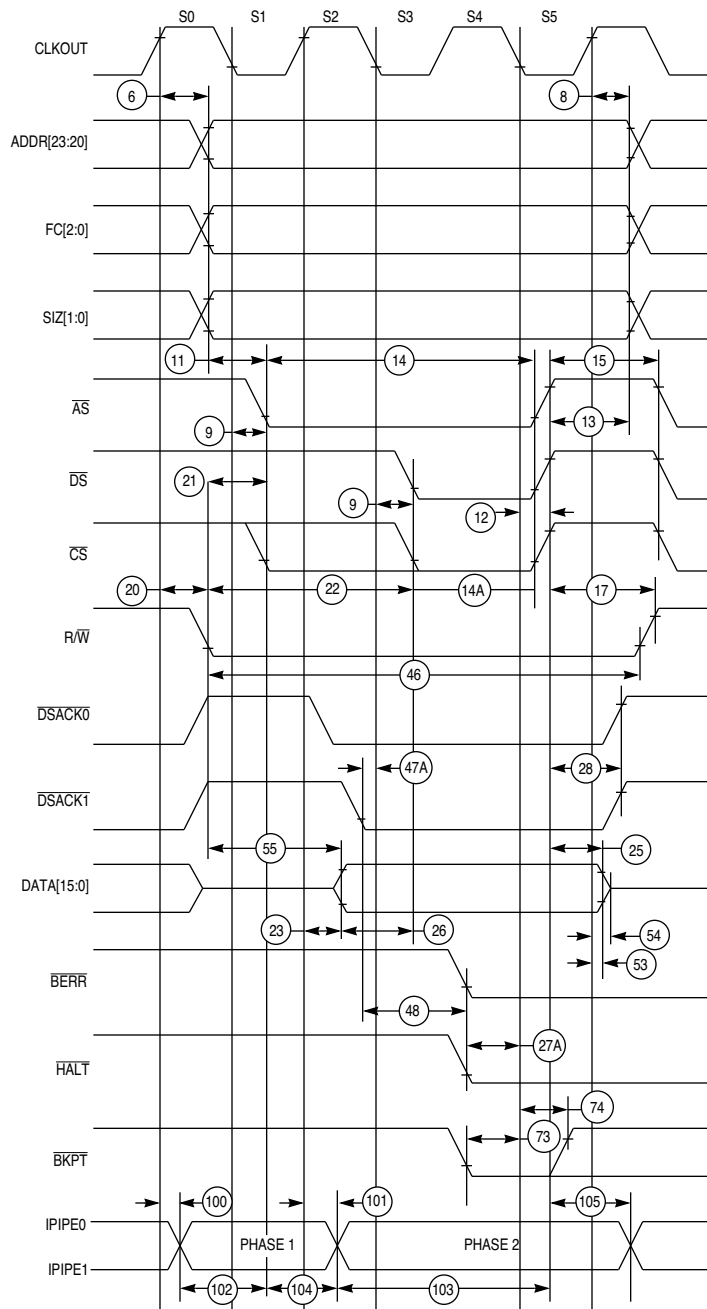 S0 S1 S2 S3 S4 S5
CLKOUT
6 8
ADDR[23:20]
FC[2:0]
SIZ[1:0]
11 14 15
AS
9 13
DS
21
9 12
CS
20 22 14A 17
R/W
46
DSACK0
47A 28
DSACK1
55 25
DATA[15:0]
23 26 54
53
BERR
48
27A
HALT
74
73
BKPT
100 101 105
IPIPE0
PHASE 1 PHASE 2
IPIPE1
102 104 103